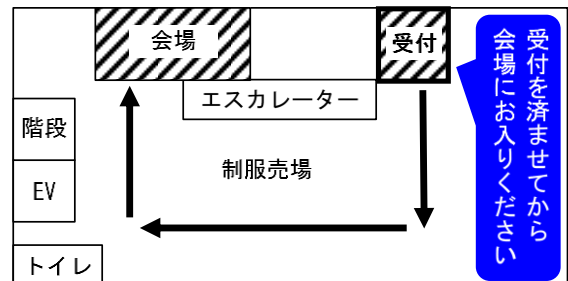 会場
受付
エスカレーター
階段
制服売場
EV
トイレ
受付を済ませてから
会場にお入りください